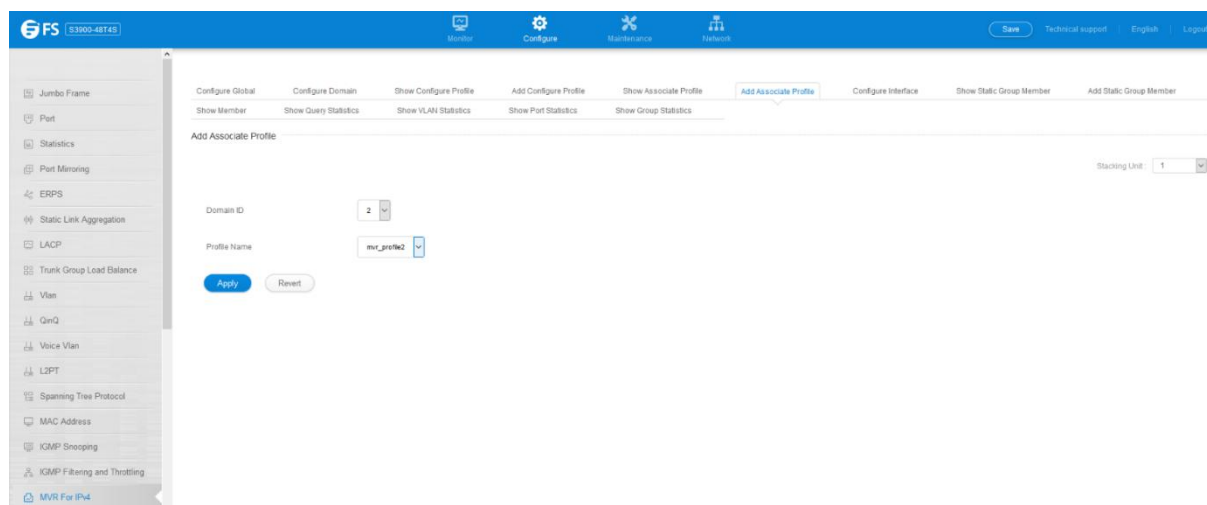 FS S3900-48T4S Monitor Configure Maintenance Network Save Technical support English Logout
Jumbo Frame
Port
Statistics
Port Mirroring
ERPS
Static Link Aggregation
LACP
Trunk Group Load Balance
Vlan
QinQ
Voice Vlan
L2PT
Spanning Tree Protocol
MAC Address
IGMP Snooping
IGMP Filtering and Throttling
MVR For IPv4
Configure Global Configure Domain Show Configure Profile Add Configure Profile Show Associate Profile Add Associate Profile Configure Interface Show Static Group Member Add Static Group Member
Show Member Show Query Statistics Show VLAN Statistics Show Port Statistics Show Group Statistics
Add Associate Profile
Stacking Unit: 1
Domain ID 2
Profile Name mvr_profile2
Apply Revert